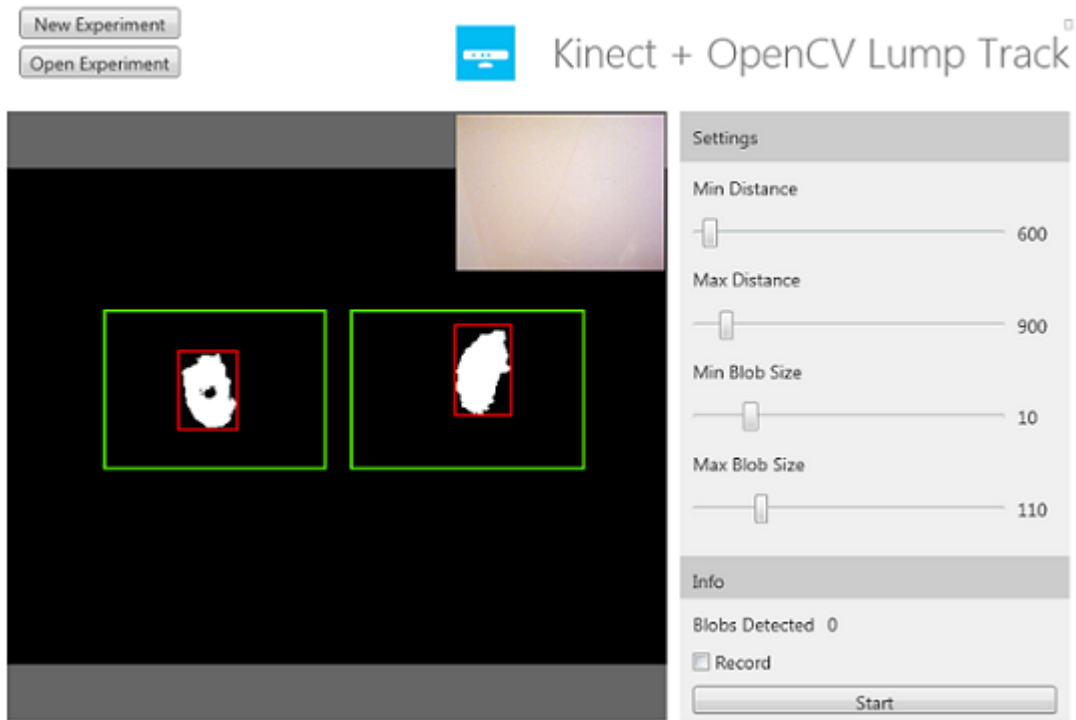 New Experiment
Open Experiment
Kinect + OpenCV Lump Track
Settings
Min Distance
600
Max Distance
900
Min Blob Size
10
Max Blob Size
110
Info
Blobs Detected 0
Record
Start